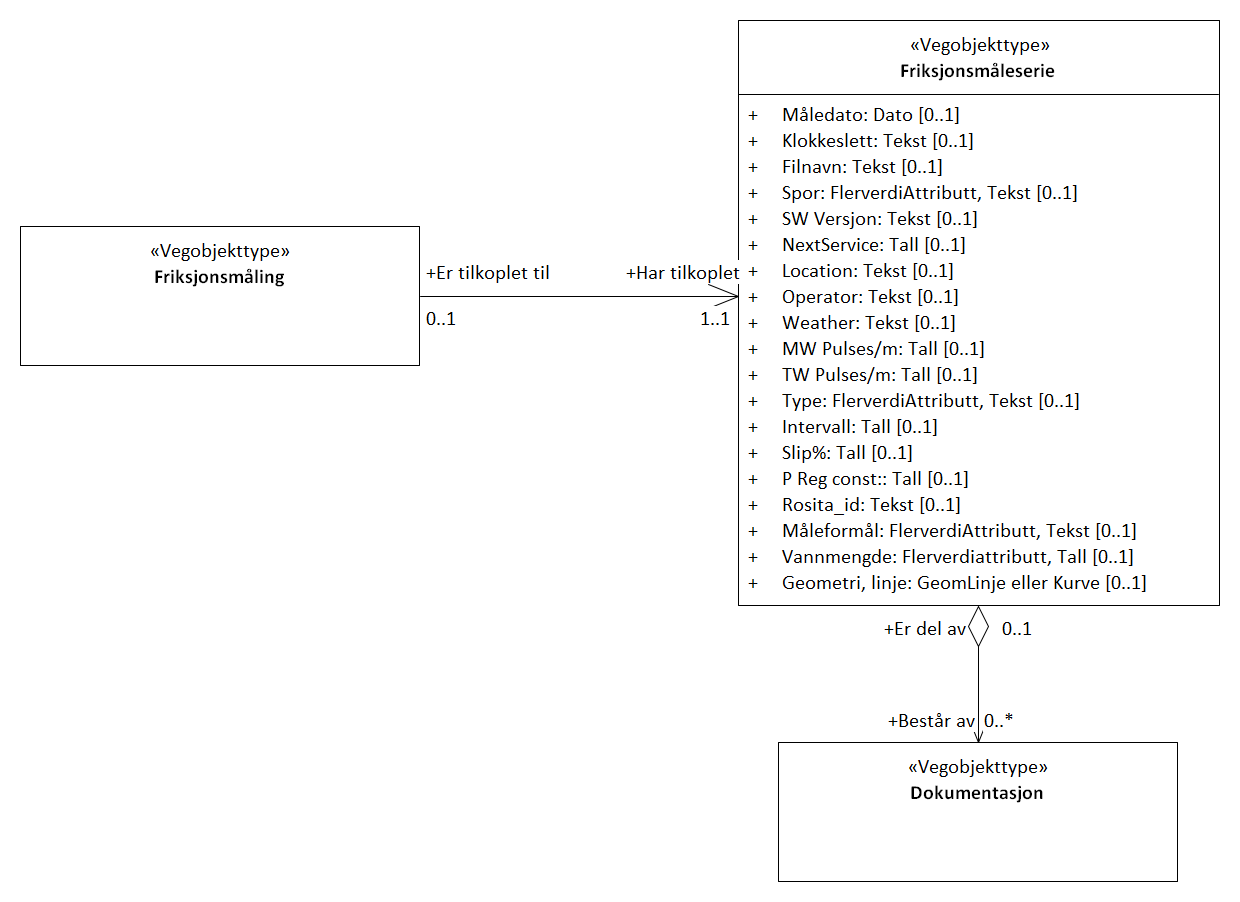 «Vegobjekttype»
Friksjonsmåleserie
+ Måledato: Dato [0..1]
+ Klokkeslett: Tekst [0..1]
+ Filnavn: Tekst [0..1]
+ Spor: FlerverdiAttributt, Tekst [0..1]
+ SW Versjon: Tekst [0..1]
+ NextService: Tall [0..1]
+ Location: Tekst [0..1]
+ Operator: Tekst [0..1]
+ Weather: Tekst [0..1]
+ MW Pulses/m: Tall [0..1]
+ TW Pulses/m: Tall [0..1]
+ Type: FlerverdiAttributt, Tekst [0..1]
+ Intervall: Tall [0..1]
+ Slip%: Tall [0..1]
+ P Reg const:: Tall [0..1]
+ Rosita_id: Tekst [0..1]
+ Måleformål: FlerverdiAttributt, Tekst [0..1]
+ Vannmengde: Flerverdiattributt, Tall [0..1]
+ Geometri, linje: GeomLinje eller Kurve [0..1]
«Vegobjekttype»
Friksjonsmåling
+Er tilkoplet til
+Har tilkoplet
0..1
1..1
+Er del av
0..1
+Består av
0..*
«Vegobjekttype»
Dokumentasjon